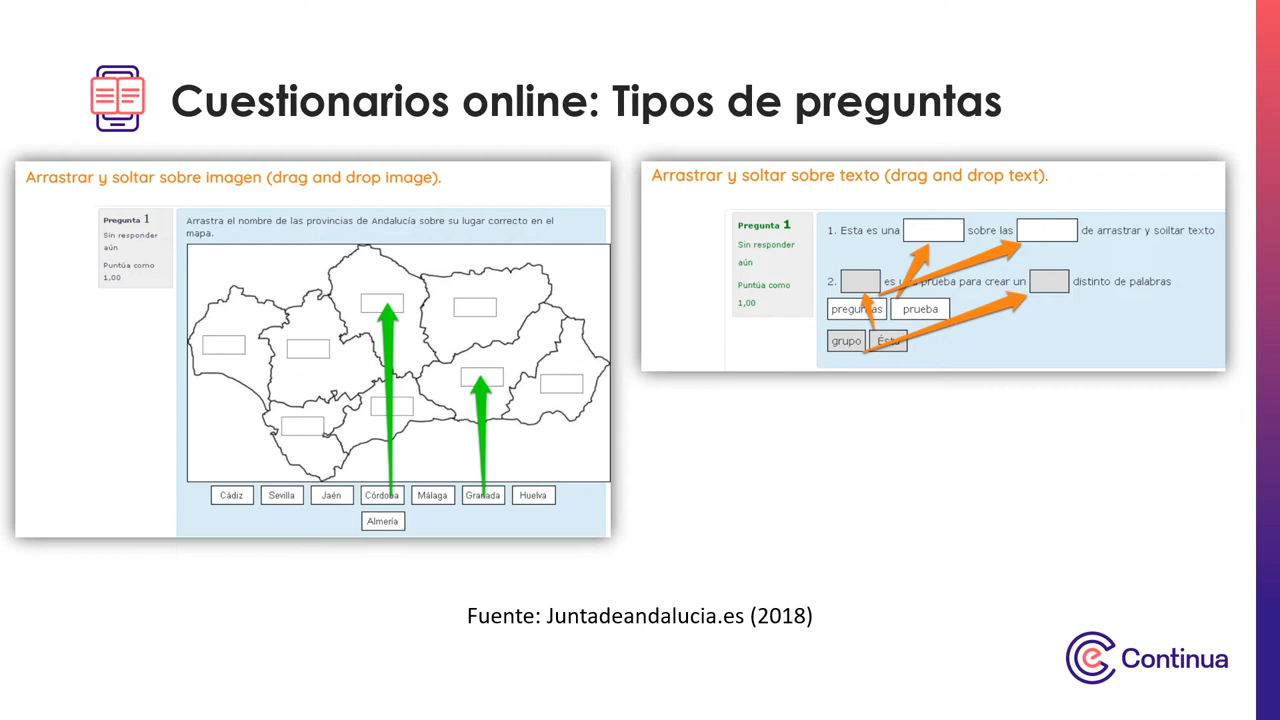 Cuestionarios online: Tipos de preguntas
Arrastrar y soltar sobre imagen (drag and drop image).
Pregunta 1
Sin responder
aún
Puntúa como
1,00
Arrastra el nombre de las provincias de Andalucía sobre su lugar correcto en el
mapa.
Cádiz Sevilla Jaén Córdoba Málaga Granada Huelva
Almería
Arrastrar y soltar sobre texto (drag and drop text).
Pregunta 1
Sin responder
aún
Puntúa como
1,00
1. Esta es una sobre las de arrastrar y soiltar texto
2. es una prueba para crear un distinto de palabras
preguntas prueba
grupo Ésta
Fuente: Juntadeandalucia.es (2018)
e Continua